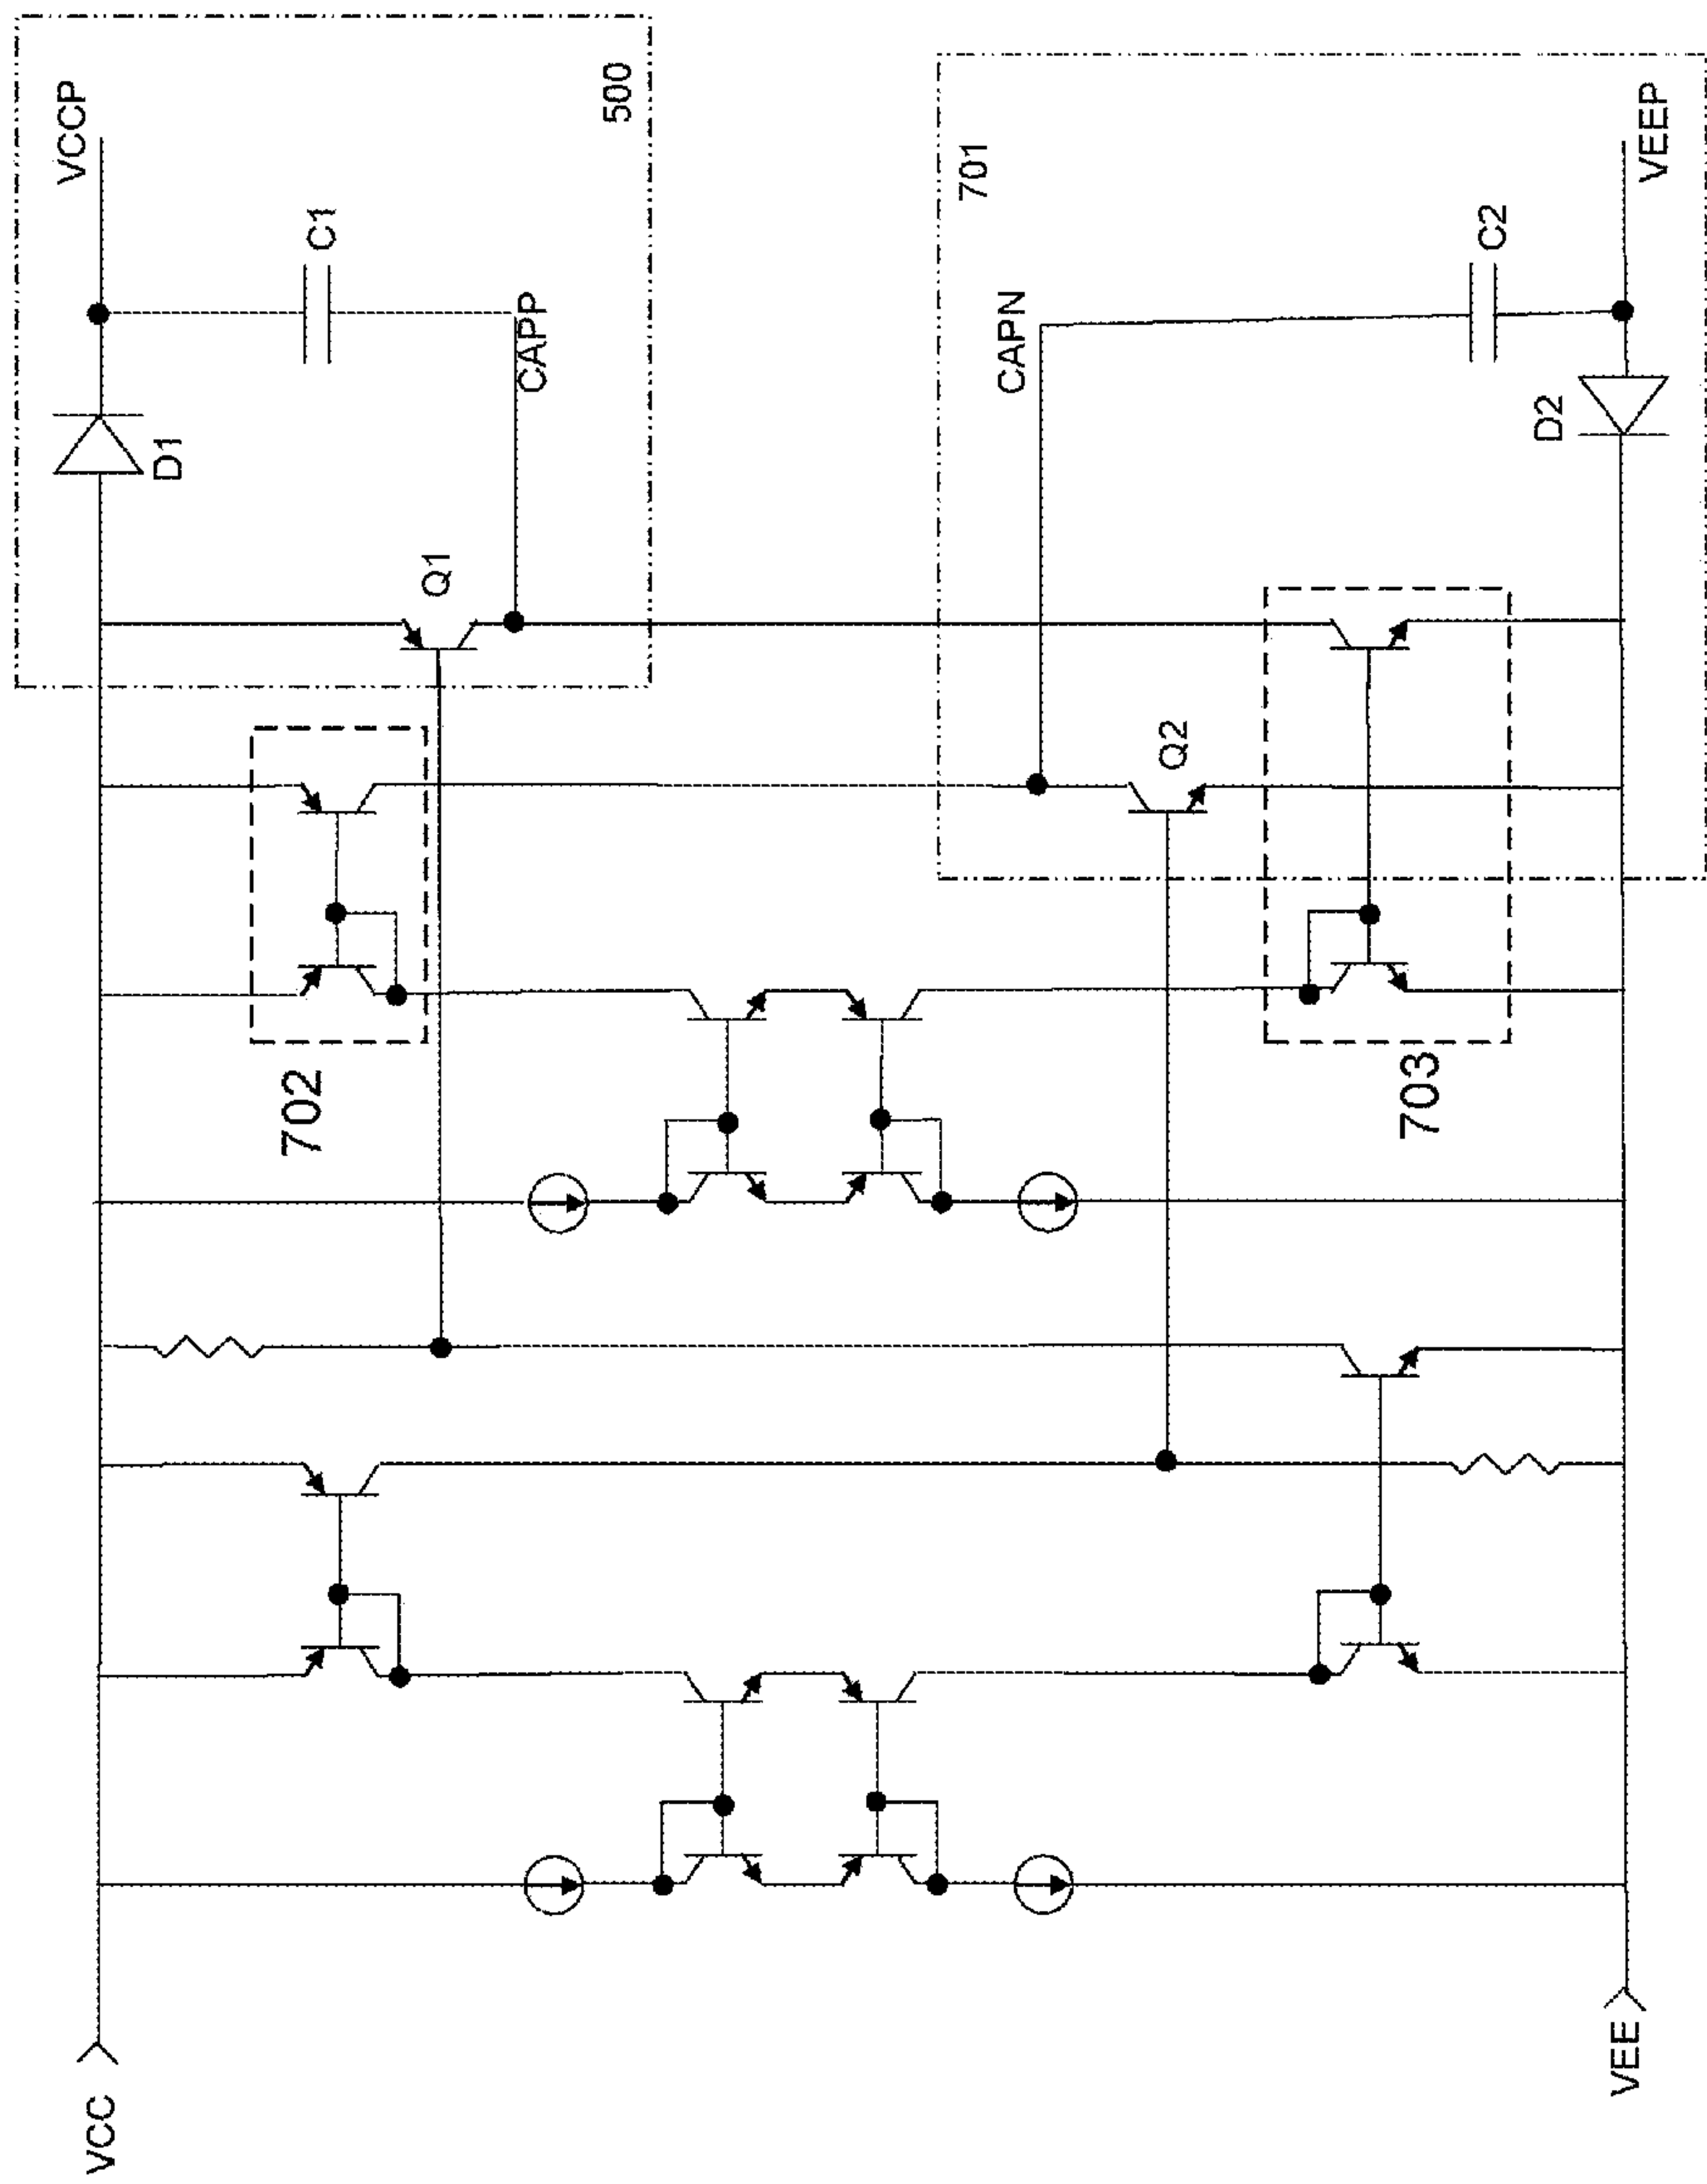 VCCP
500
C1
CAPP
D1
Q1
701
VEEP
C2
CAPN
D2
Q2
702
703
VCC
VEE